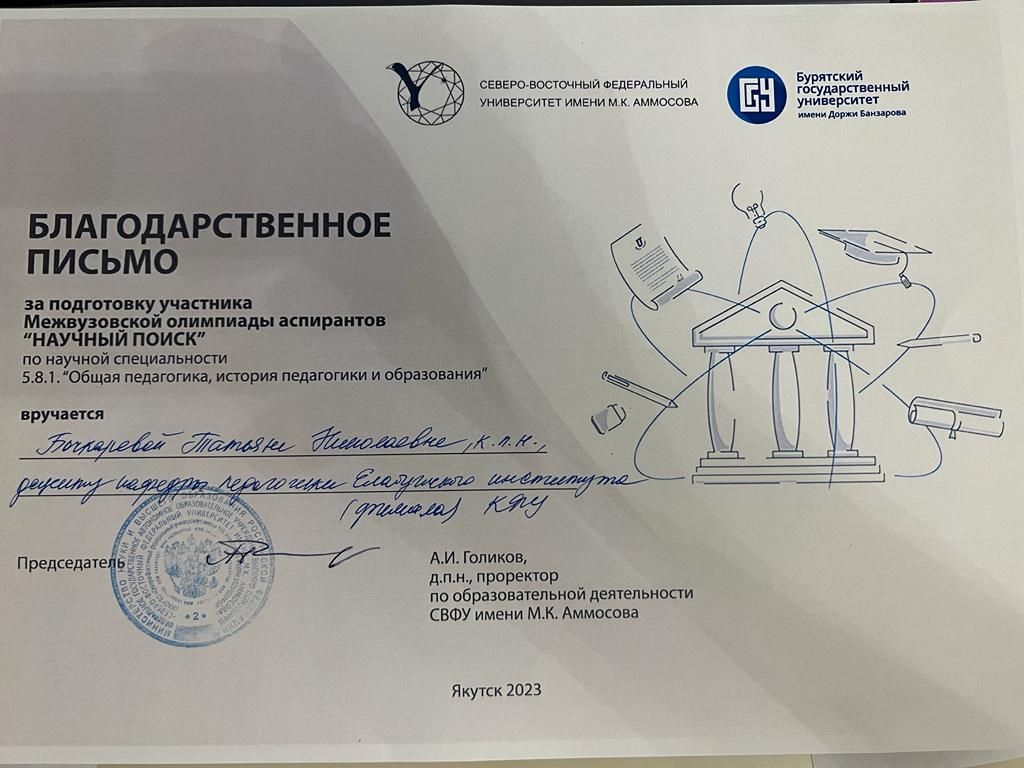 СЕВЕРО-ВОСТОЧНЫЙ ФЕДЕРАЛЬНЫЙ
УНИВЕРСИТЕТ ИМЕНИ М.К. АММОСОВА
БГУ
Бурятский
государственный
университет
имени Доржи Банзарова
БЛАГОДАРСТВЕННОЕ
ПИСЬМО
за подготовку участника
Межвузовской олимпиады аспирантов
“НАУЧНЫЙ ПОИСК”
по научной специальности
5.8.1. “Общая педагогика, история педагогики и образования”
вручается
Бочкаревой Татьяне Николаевне, к.п.н.,
доценту кафедры педагогики Елабужского института
(филиала) КФУ
Председатель
А.И. Голиков,
д.п.н., проректор
по образовательной деятельности
СВФУ имени М.К. Аммосова
Якутск 2023